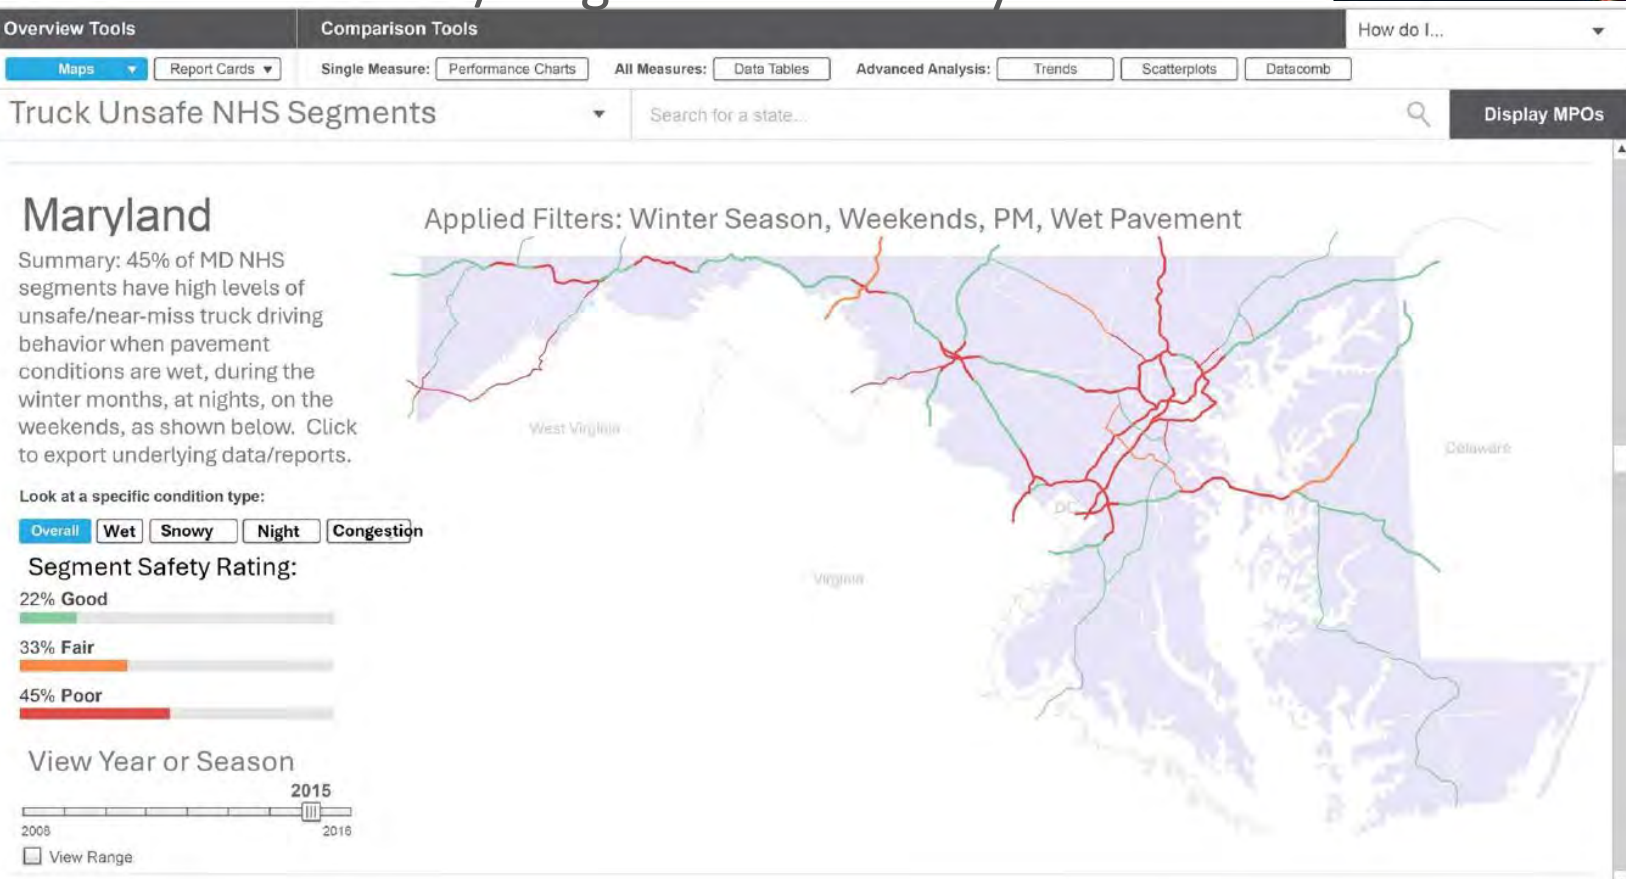 Overview Tools
Comparison Tools
How do I...
Maps
Report Cards
Single Measure:
Performance Charts
All Measures:
Data Tables
Advanced Analysis:
Trends
Scatterplots
Datacomb
Truck Unsafe NHS Segments
Search for a state...
Display MPOs
Maryland
Applied Filters: Winter Season, Weekends, PM, Wet Pavement
Summary: 45% of MD NHS
segments have high levels of
unsafe/near-miss truck driving
behavior when pavement
conditions are wet, during the
winter months, at nights, on the
weekends, as shown below. Click
to export underlying data/reports.
West Virginia
Delaware
DC
Virginia
Look at a specific condition type:
Overall
Wet
Snowy
Night
Congestion
Segment Safety Rating:
22% Good
33% Fair
45% Poor
View Year or Season
2015
2016
View Range